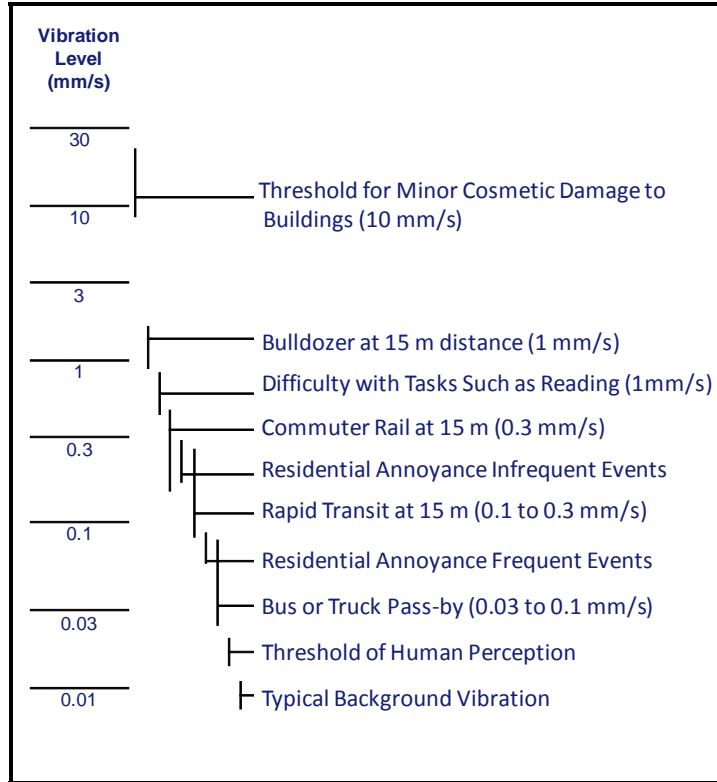 Vibration
Level
(mm/s)
30
Threshold for Minor Cosmetic Damage to
Buildings (10 mm/s)
10
3
Bulldozer at 15 m distance (1 mm/s)
1
Difficulty with Tasks Such as Reading (1mm/s)
Commuter Rail at 15 m (0.3 mm/s)
0.3
Residential Annoyance Infrequent Events
Rapid Transit at 15 m (0.1 to 0.3 mm/s)
0.1
Residential Annoyance Frequent Events
Bus or Truck Pass-by (0.03 to 0.1 mm/s)
0.03
Threshold of Human Perception
Typical Background Vibration
0.01